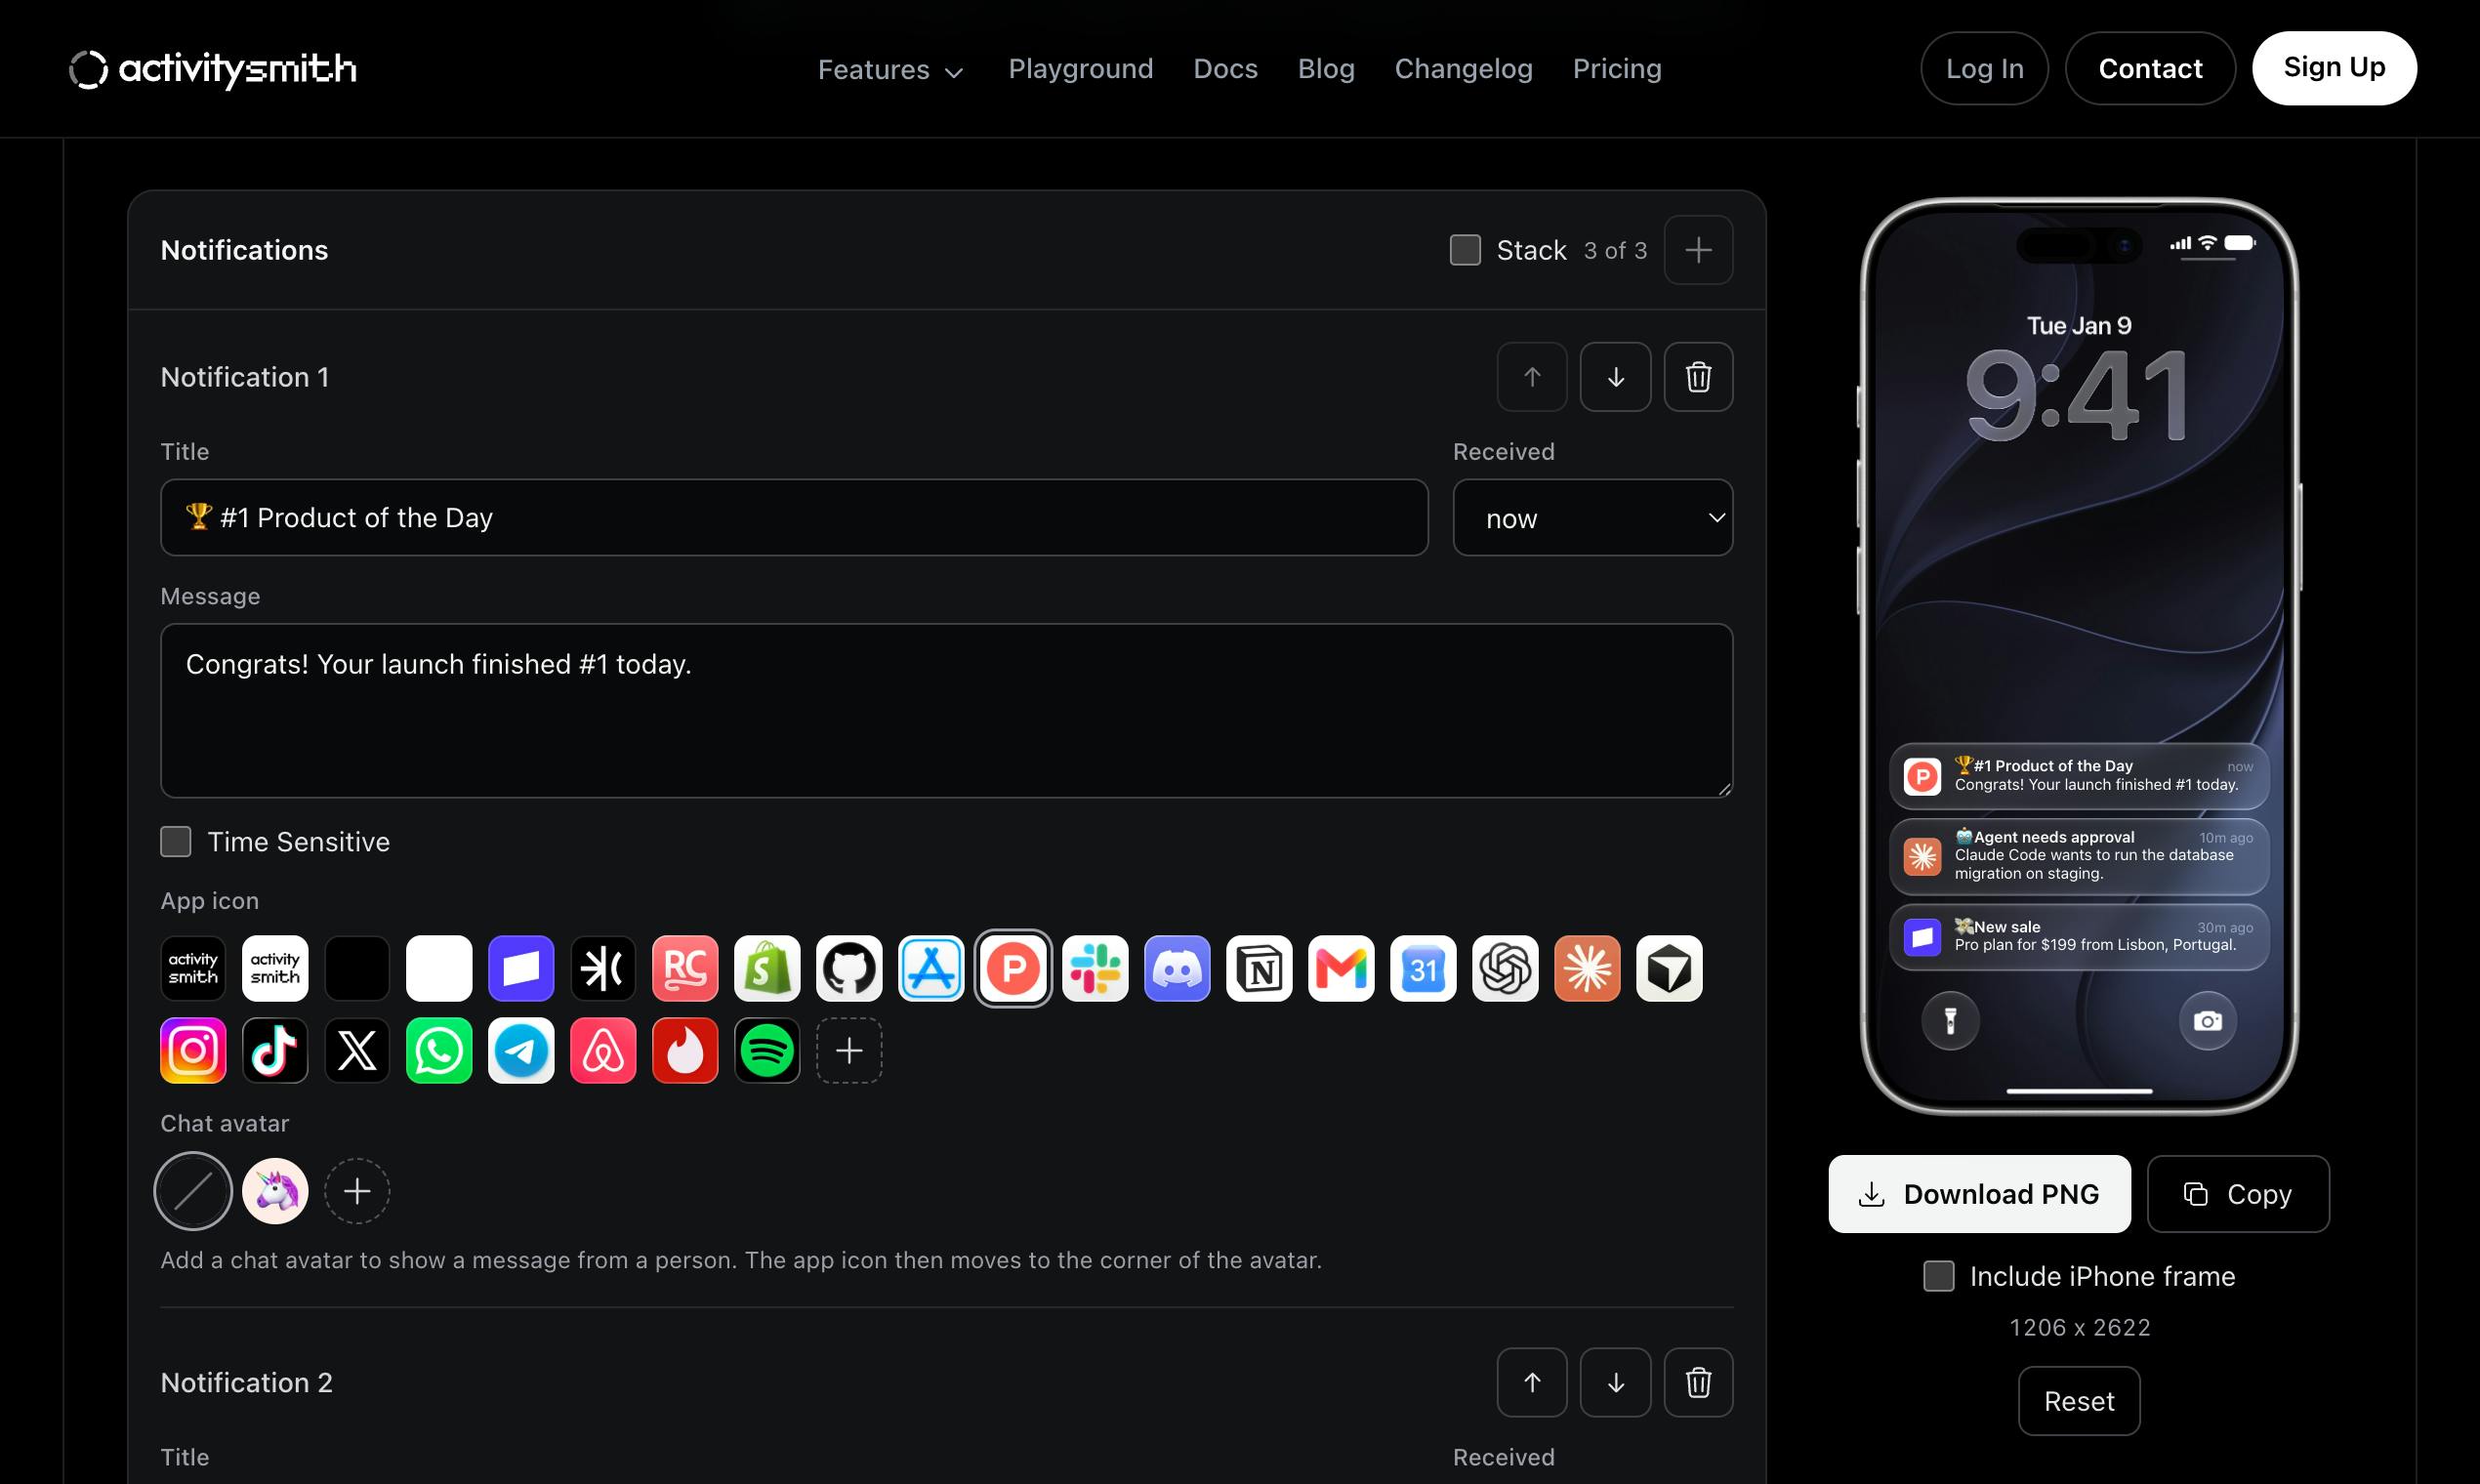 activitysmith
Features Playground Docs Blog Changelog Pricing
Log In Contact Sign Up
Notifications
Stack 3 of 3
Notification 1
Title
Received
🏆 #1 Product of the Day
now
Message
Congrats! Your launch finished #1 today.
Time Sensitive
App icon
activity
smith
activity
smith
RC
S
P
N
31
X
Chat avatar
Add a chat avatar to show a message from a person. The app icon then moves to the corner of the avatar.
Notification 2
Title
Received
Tue Jan 9
9:41
P
🏆#1 Product of the Day now
Congrats! Your launch finished #1 today.
🤖Agent needs approval 10m ago
Claude Code wants to run the database
migration on staging.
💸New sale 30m ago
Pro plan for $199 from Lisbon, Portugal.
Download PNG
Copy
Include iPhone frame
1206 x 2622
Reset